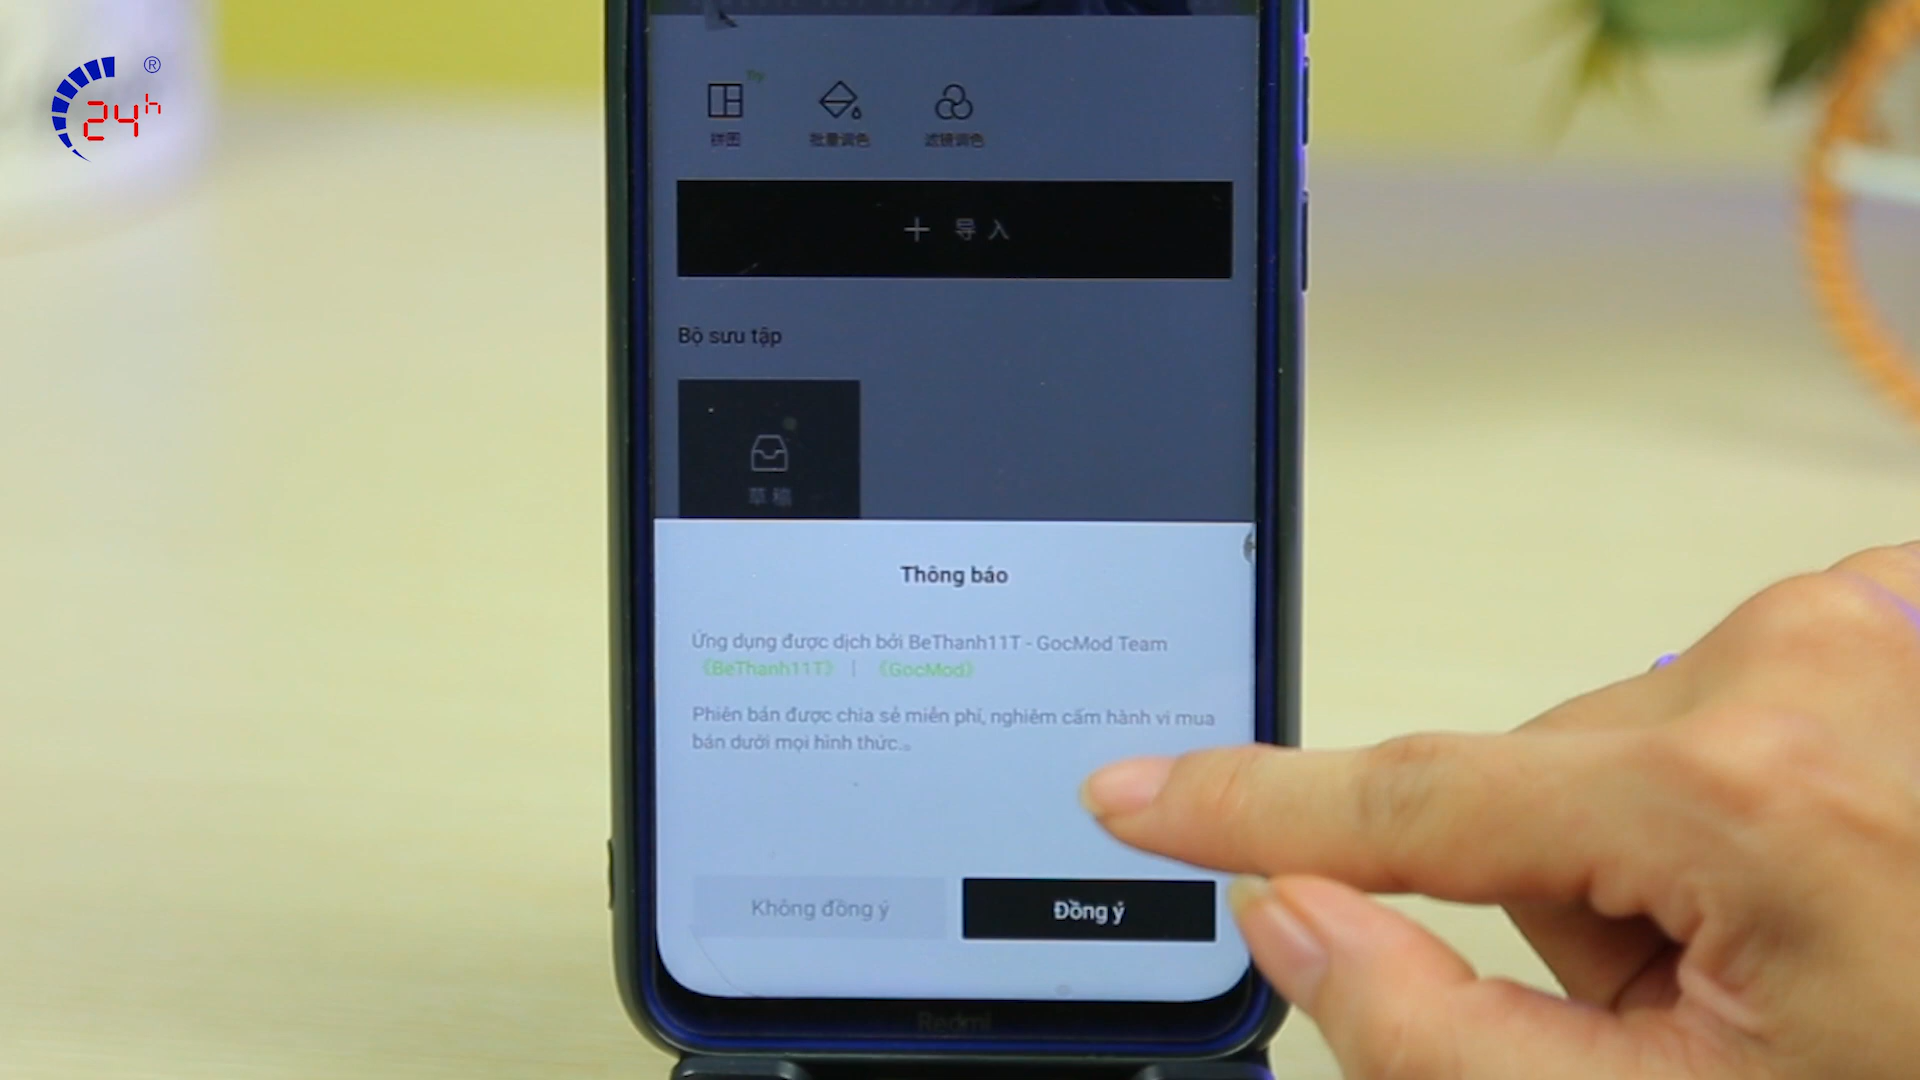 24h
®
拼图
批量调色
滤镜调色
+ 导入
Bộ sưu tập
草稿
Thông báo
Ứng dụng được dịch bởi BeThanh11T - GocMod Team
《BeThanh11T》 | 《GocMod》
Phiên bản được chia sẻ miễn phí, nghiêm cấm hành vi mua
bán dưới mọi hình thức.。
Không đồng ý
Đồng ý
Redmi